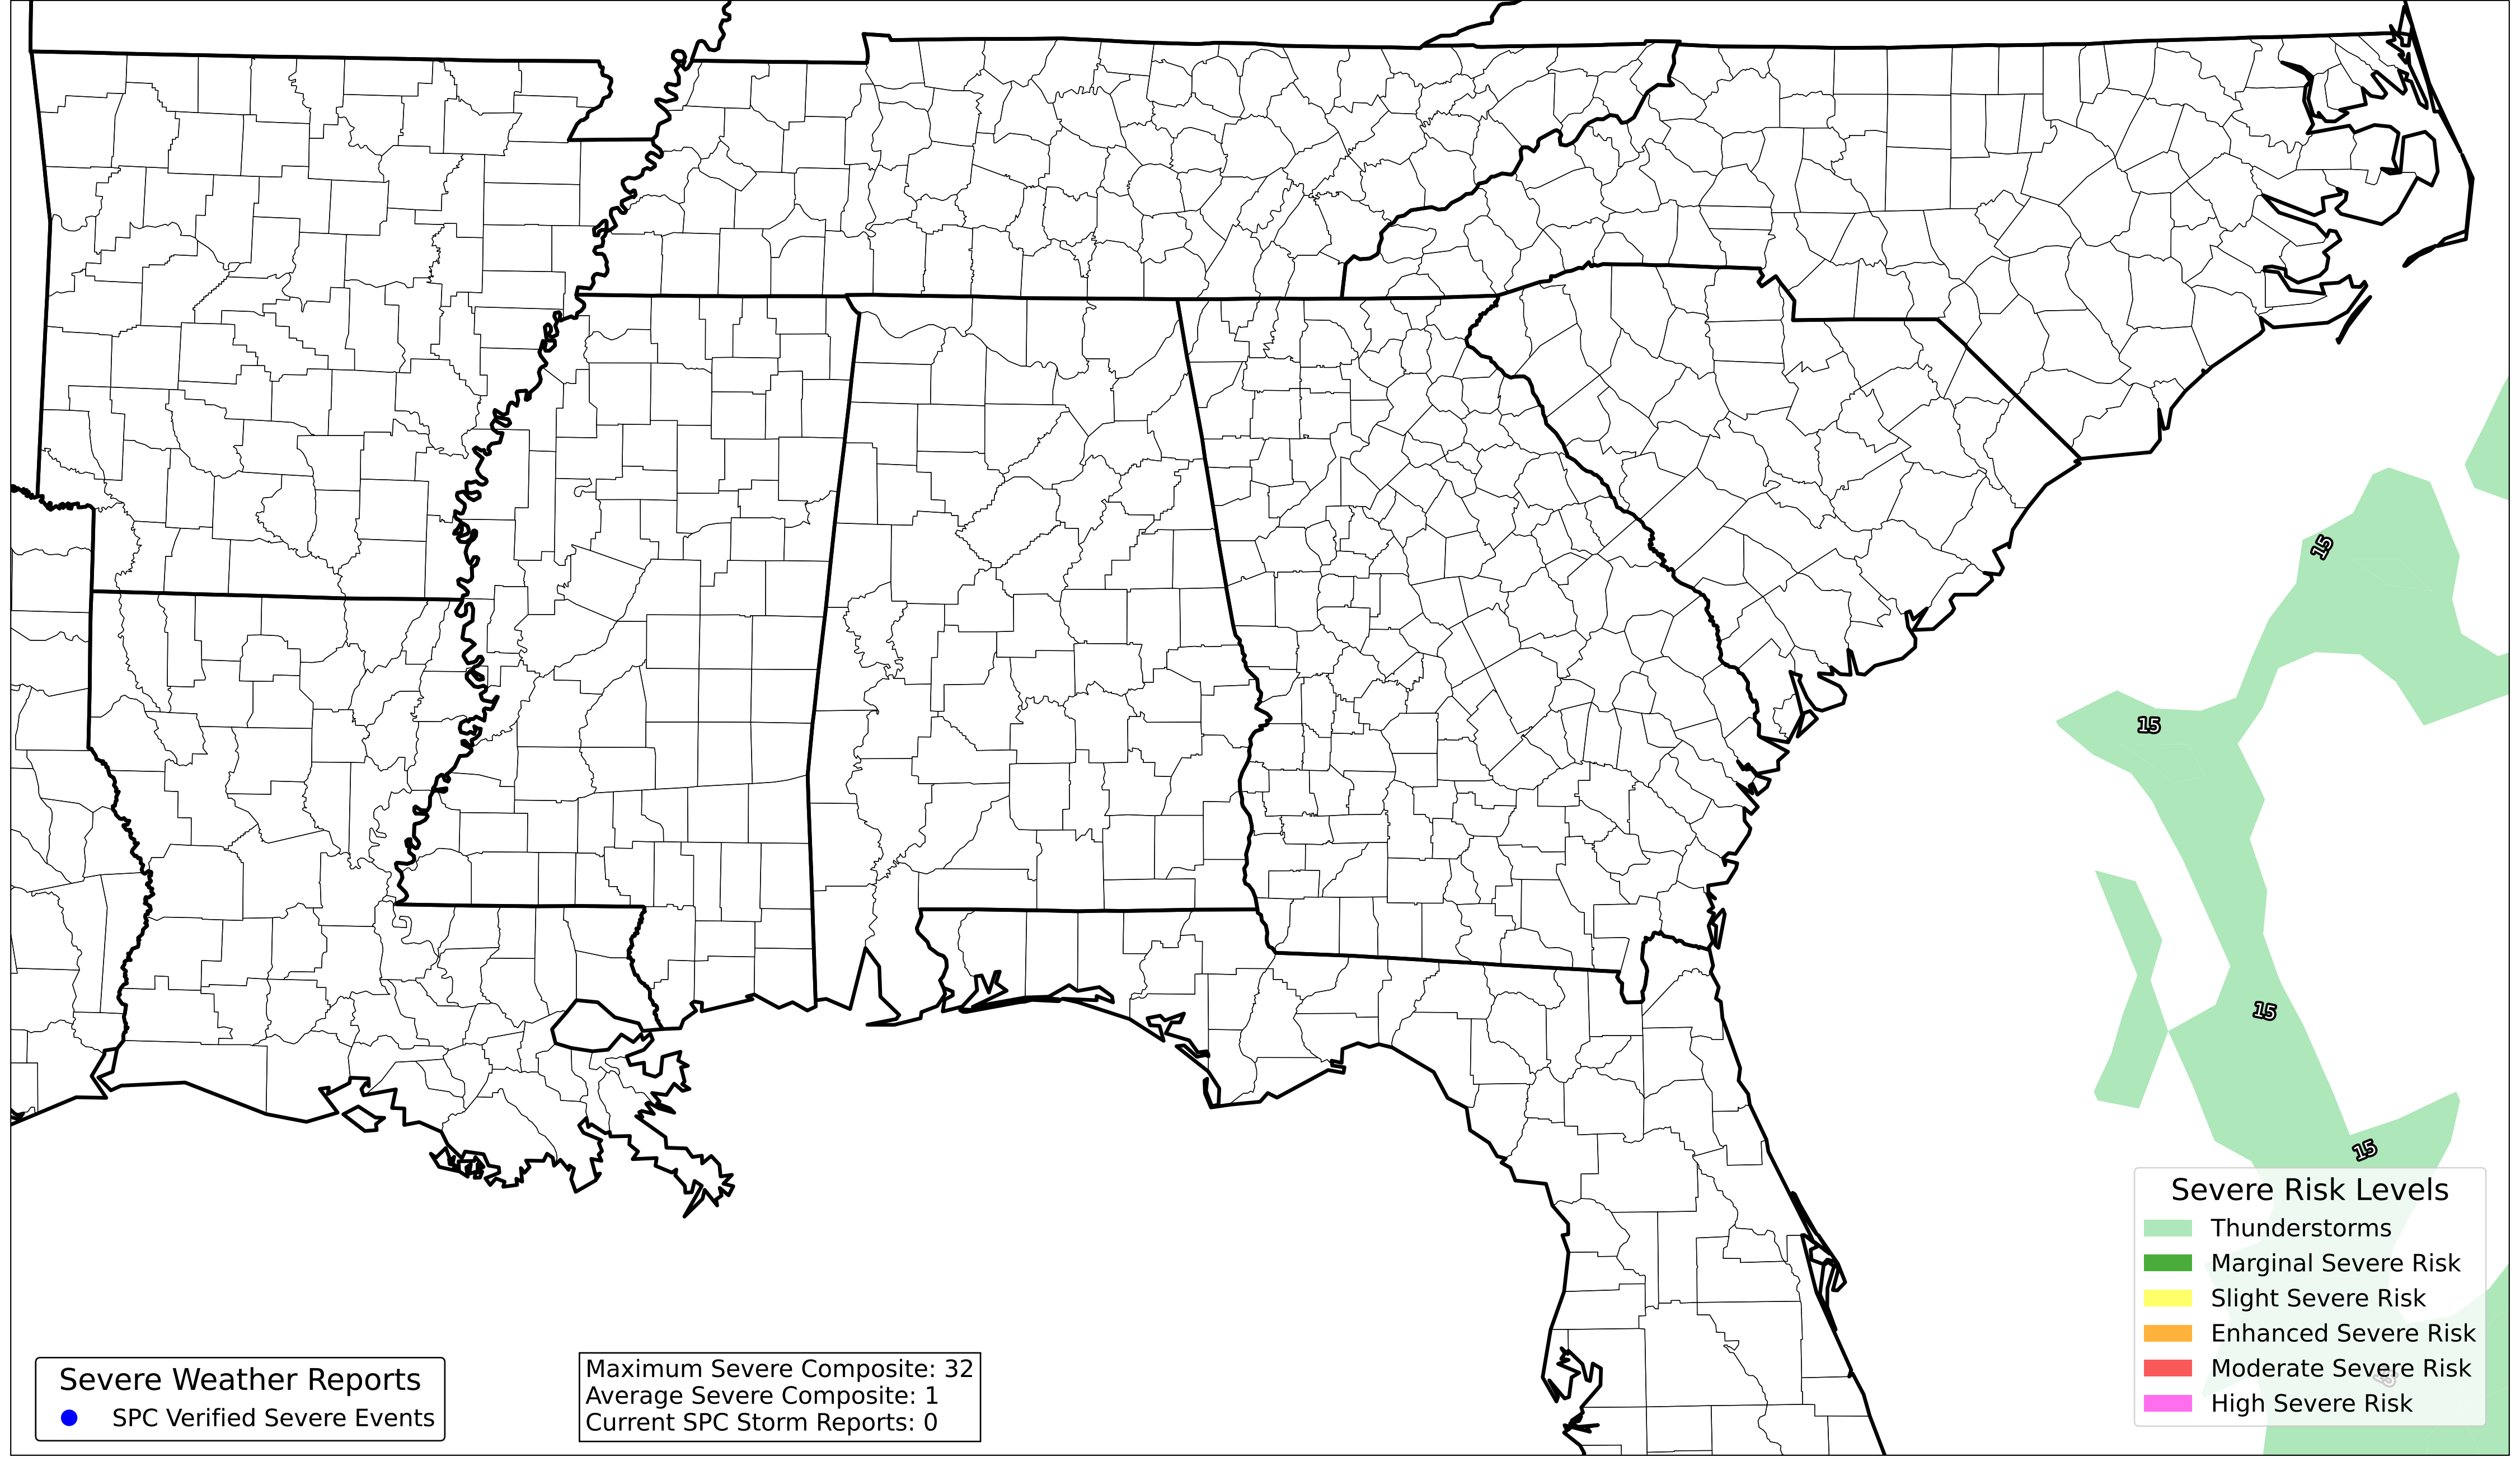 15
15
15
15
Severe Risk Levels
Thunderstorms
Marginal Severe Risk
Slight Severe Risk
Enhanced Severe Risk
Moderate Severe Risk
High Severe Risk
Severe Weather Reports
SPC Verified Severe Events
Maximum Severe Composite: 32
Average Severe Composite: 1
Current SPC Storm Reports: 0